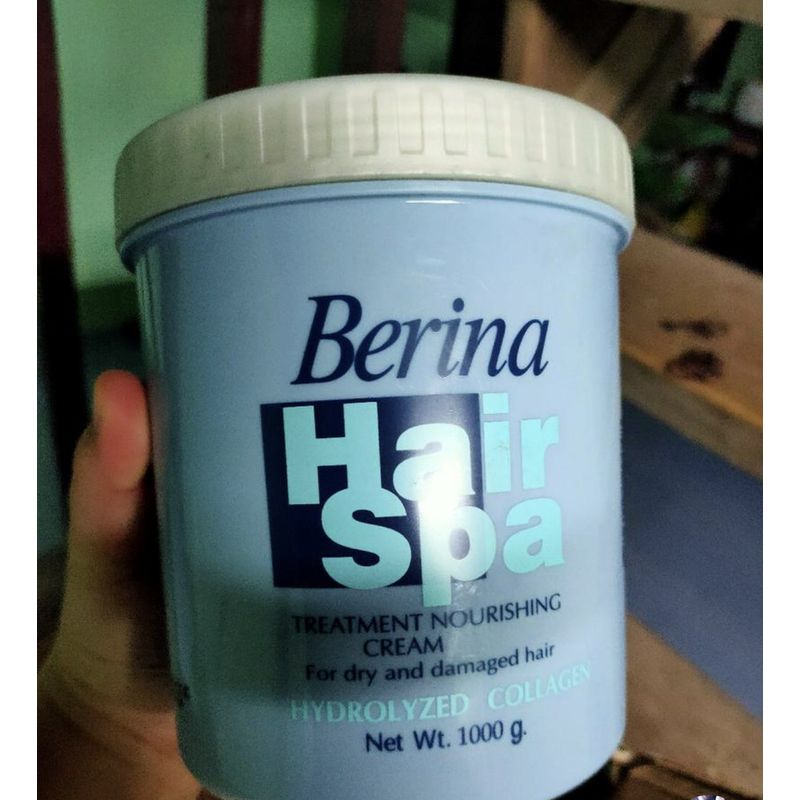 Berina
Hair
Spa
TREATMENT NOURISHING
CREAM
For dry and damaged hair
HYDROLYZED COLLAGEN
Net Wt. 1000 g.